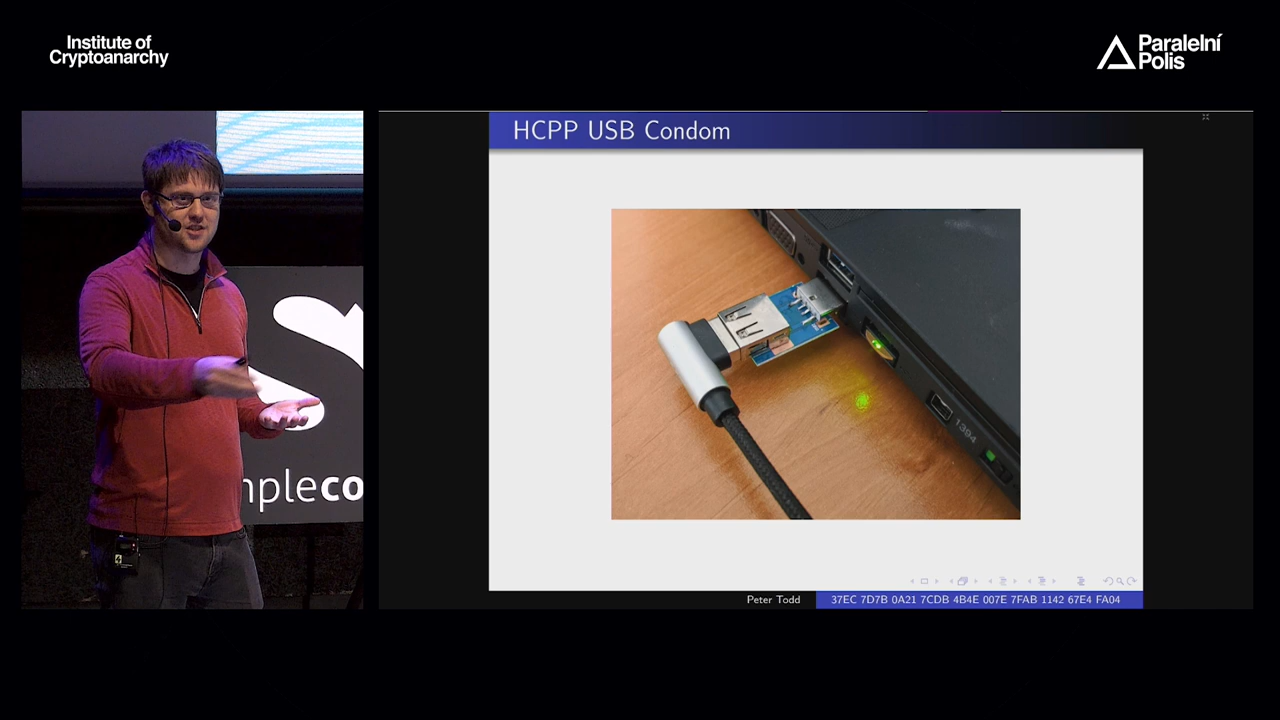 Institute of
Cryptoanarchy
Paralelní
Polis
HCPP USB Condom
1394
mpleco
Peter Todd
37EC 7D7B 0A21 7CDB 4B4E 007E 7FAB 1142 67E4 FA04